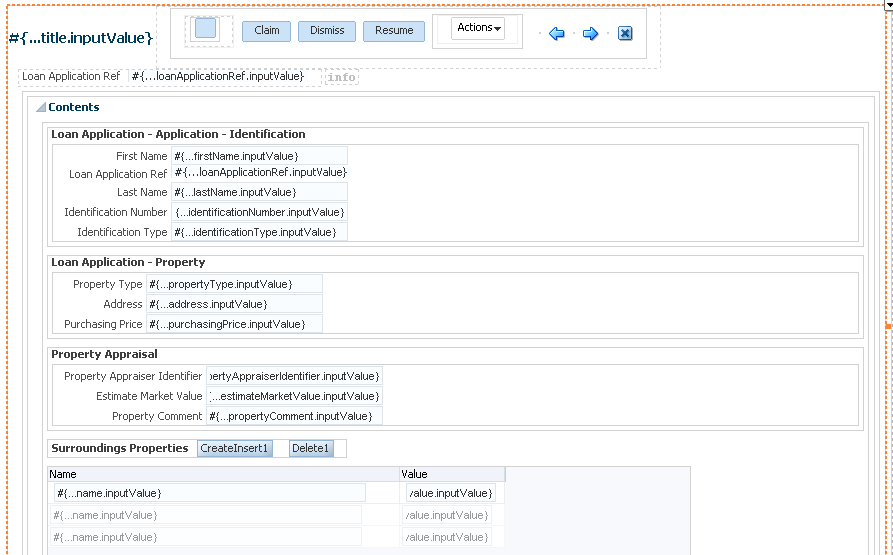 #{...title.inputValue}
Claim Dismiss Resume Actions
Loan Application Ref #{...loanApplicationRef.inputValue} info
Contents
Loan Application - Application - Identification
First Name #{...firstName.inputValue}
Loan Application Ref #{...loanApplicationRef.inputValue}
Last Name #{...lastName.inputValue}
Identification Number {...identificationNumber.inputValue}
Identification Type #{...identificationType.inputValue}
Loan Application - Property
Property Type #{...propertyType.inputValue}
Address #{...address.inputValue}
Purchasing Price #{...purchasingPrice.inputValue}
Property Appraisal
Property Appraiser Identifier pertyAppraiserIdentifier.inputValue}
Estimate Market Value ...estimateMarketValue.inputValue}
Property Comment #{...propertyComment.inputValue}
Surroundings Properties CreateInsert1 Delete1
Name Value
#{...name.inputValue} value.inputValue}
#{...name.inputValue} value.inputValue}
#{...name.inputValue} value.inputValue}